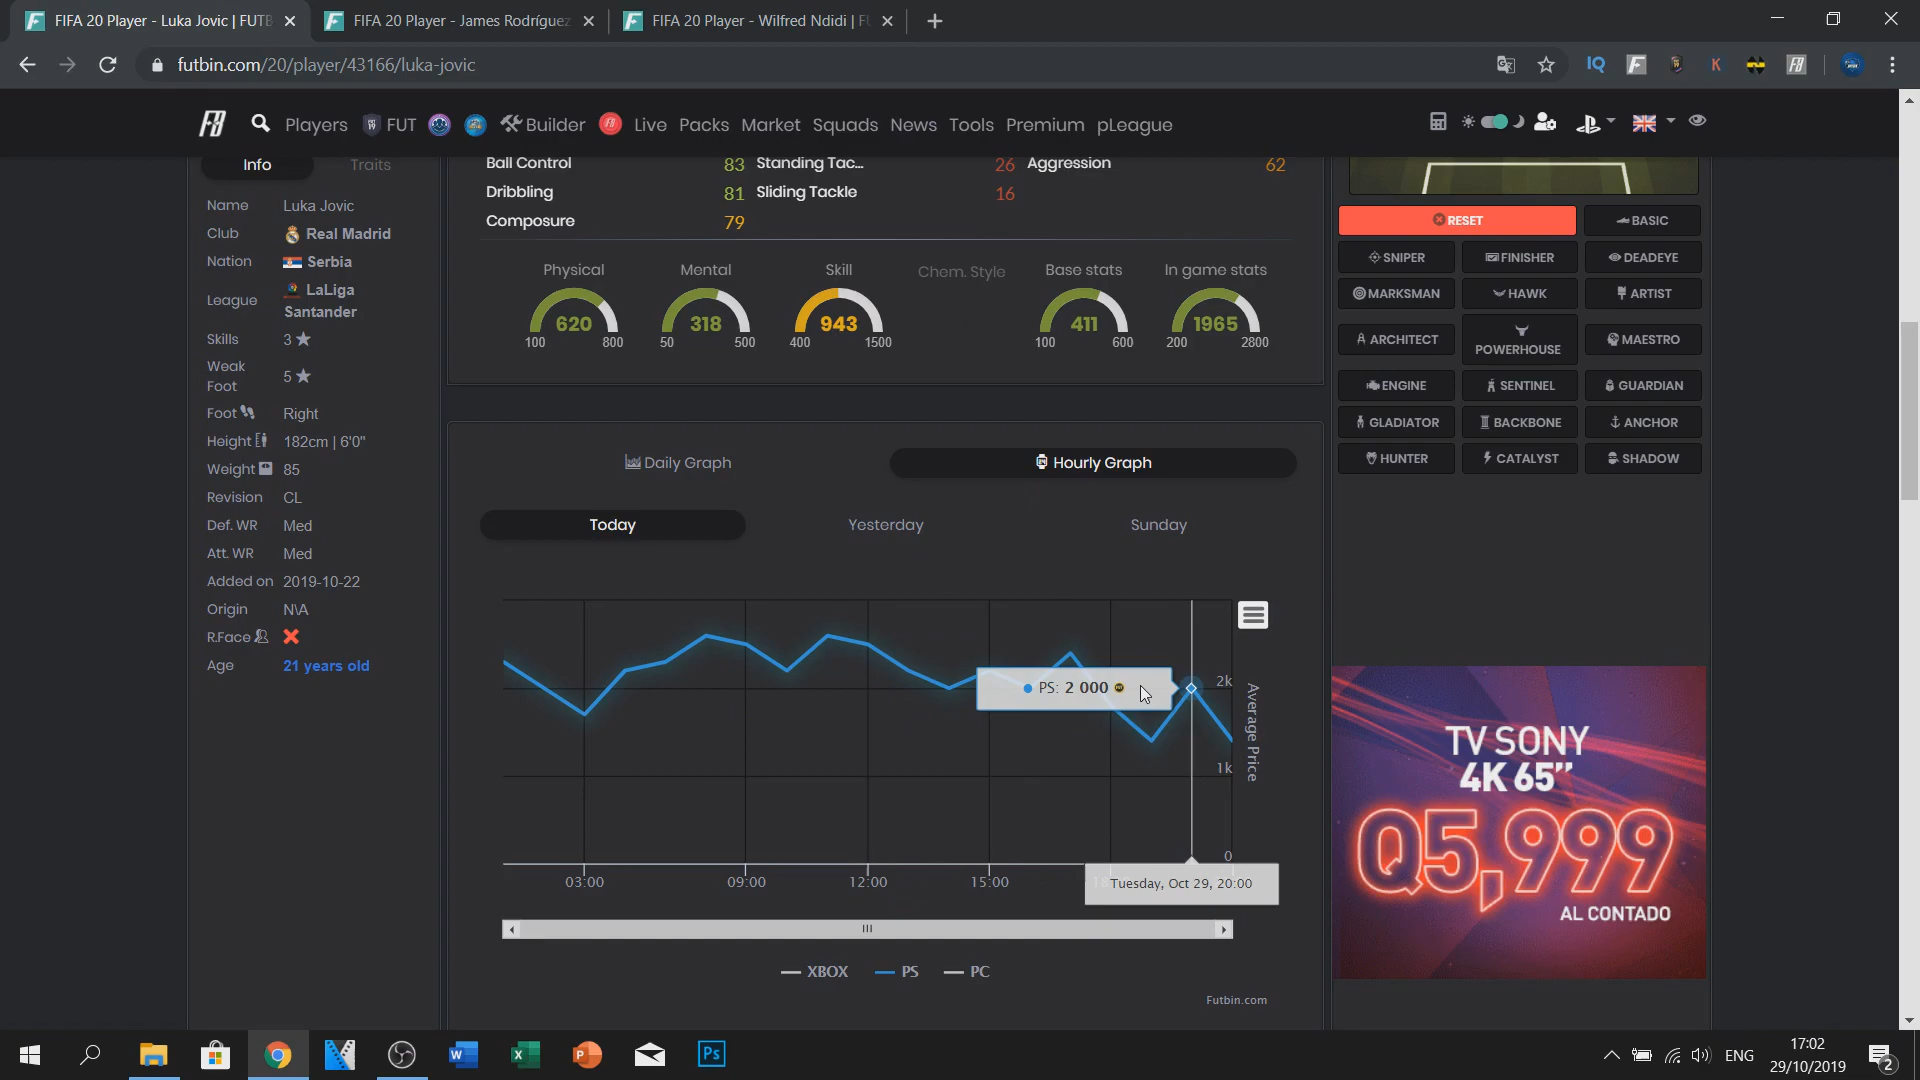 FIFA 20 Player - Luka Jovic | FUTB
FIFA 20 Player - James Rodríguez
FIFA 20 Player - Wilfred Ndidi | FU
futbin.com/20/player/43166/luka-jovic
Players FUT Builder Live Packs Market Squads News Tools Premium pLeague
Info Traits
Name Luka Jovic
Club Real Madrid
Nation Serbia
League LaLiga
Santander
Skills 3
Weak
Foot
5
Foot Right
Height 182cm | 6'0"
Weight 85
Revision CL
Def. WR Med
Att. WR Med
Added on 2019-10-22
Origin N\A
R.Face
Age 21 years old
Ball Control 83 Standing Tac... 26 Aggression 62
Dribbling 81 Sliding Tackle 16
Composure 79
Physical Mental Skill Chem. Style Base stats In game stats
620 318 943 411 1965
100 800 50 500 400 1500 100 600 200 2800
Daily Graph Hourly Graph
Today Yesterday Sunday
PS: 2 000
2k
1k
0
Average Price
03:00 09:00 12:00 15:00
Tuesday, Oct 29, 20:00
XBOX PS PC
Futbin.com
RESET BASIC
SNIPER FINISHER DEADEYE
MARKSMAN HAWK ARTIST
ARCHITECT POWERHOUSE MAESTRO
ENGINE SENTINEL GUARDIAN
GLADIATOR BACKBONE ANCHOR
HUNTER CATALYST SHADOW
TV SONY
4K 65”
Q5,999
AL CONTADO
ENG
17:02
29/10/2019
2